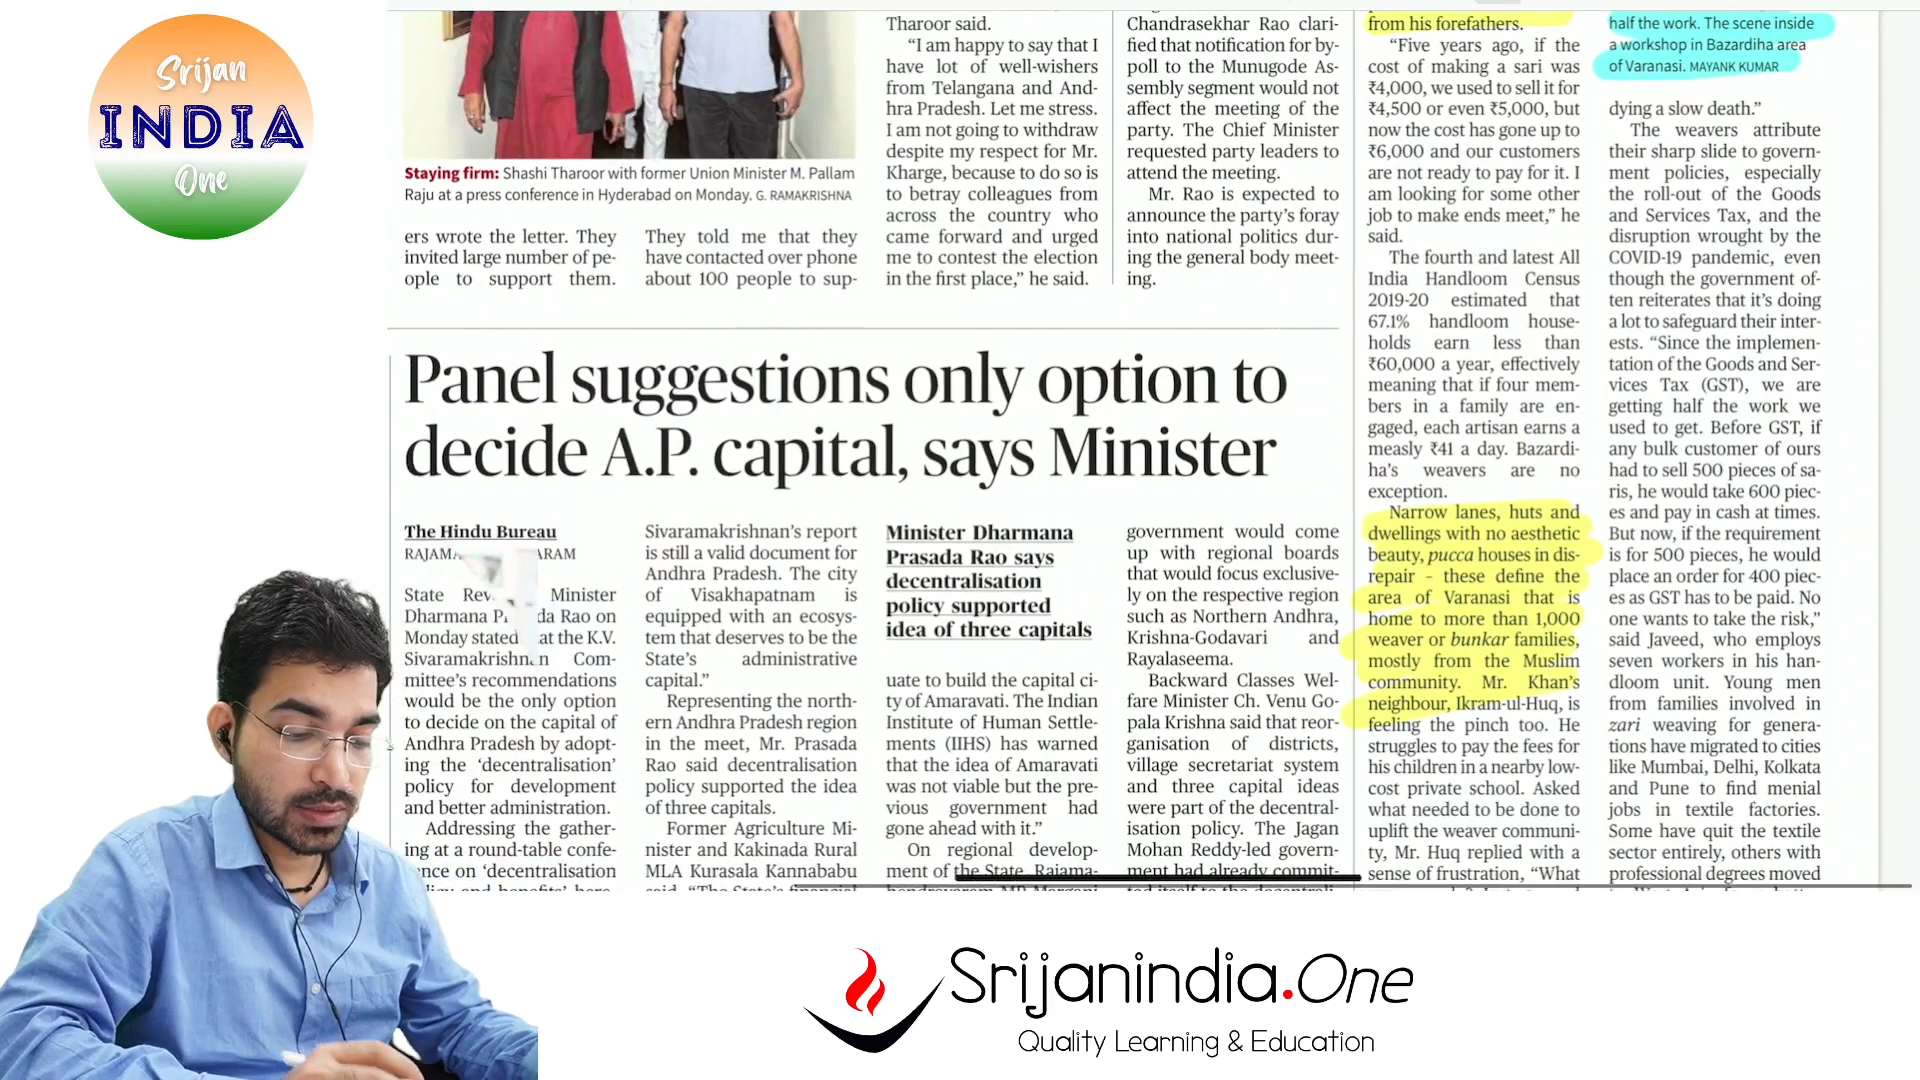 Srijan
INDIA
One
Staying firm: Shashi Tharoor with former Union Minister M. Pallam
Raju at a press conference in Hyderabad on Monday. G. RAMAKRISHNA
ers wrote the letter. They
invited large number of pe-
ople to support them.
They told me that they
have contacted over phone
about 100 people to sup-
Tharoor said.
“I am happy to say that I
have lot of well-wishers
from Telangana and And-
hra Pradesh. Let me stress.
I am not going to withdraw
despite my respect for Mr.
Kharge, because to do so is
to betray colleagues from
across the country who
came forward and urged
me to contest the election
in the first place,” he said.
Chandrasekhar Rao clari-
fied that notification for by-
poll to the Munugode As-
sembly segment would not
affect the meeting of the
party. The Chief Minister
requested party leaders to
attend the meeting.
Mr. Rao is expected to
announce the party’s foray
into national politics dur-
ing the general body meet-
ing.
Panel suggestions only option to
decide A.P. capital, says Minister
The Hindu Bureau
State Minister
Dharmana Rao on
Monday stated at the K.V.
Sivaramakrishnan Com-
mittee’s recommendations
would be the only option
to decide on the capital of
Andhra Pradesh by adopt-
ing the ‘decentralisation’
policy for development
and better administration.
Addressing the gather-
ing at a round-table confe-
on ‘decentralisation
Sivaramakrishnan’s report
is still a valid document for
Andhra Pradesh. The city
of Visakhapatnam is
equipped with an ecosys-
tem that deserves to be the
State’s administrative
capital.”
Representing the north-
ern Andhra Pradesh region
in the meet, Mr. Prasada
Rao said decentralisation
policy supported the idea
of three capitals.
Former Agriculture Mi-
nister and Kakinada Rural
MLA Kurasala Kannababu
Minister Dharmana
Prasada Rao says
decentralisation
policy supported
idea of three capitals
uate to build the capital ci-
ty of Amaravati. The Indian
Institute of Human Settle-
ments (IIHS) has warned
that the idea of Amaravati
was not viable but the pre-
vious government had
gone ahead with it.”
On regional develop-
ment of the State, Rajama-
government would come
up with regional boards
that would focus exclusive-
ly on the respective region
such as Northern Andhra,
Krishna-Godavari and
Rayalaseema.
Backward Classes Wel-
fare Minister Ch. Venu Go-
pala Krishna said that reor-
ganisation of districts,
village secretariat system
and three capital ideas
were part of the decentral-
isation policy. The Jagan
Mohan Reddy-led govern-
ment had already commit-
from his forefathers.
“Five years ago, if the
cost of making a sari was
₹4,000, we used to sell it for
₹4,500 or even ₹5,000, but
now the cost has gone up to
₹6,000 and our customers
are not ready to pay for it. I
am looking for some other
job to make ends meet,” he
said.
The fourth and latest All
India Handloom Census
2019-20 estimated that
67.1% handloom house-
holds earn less than
₹60,000 a year, effectively
meaning that if four mem-
bers in a family are en-
gaged, each artisan earns a
measly ₹41 a day. Bazardi-
ha’s weavers are no
exception.
Narrow lanes, huts and
dwellings with no aesthetic
beauty, pucca houses in dis-
repair - these define the
area of Varanasi that is
home to more than 1,000
weaver or bunkar families,
mostly from the Muslim
community. Mr. Khan’s
neighbour, Ikram-ul-Huq, is
feeling the pinch too. He
struggles to pay the fees for
his children in a nearby low-
cost private school. Asked
what needed to be done to
uplift the weaver communi-
ty, Mr. Huq replied with a
sense of frustration, “What
half the work. The scene inside
a workshop in Bazardiha area
of Varanasi. MAYANK KUMAR
dying a slow death.”
The weavers attribute
their sharp slide to govern-
ment policies, especially
the roll-out of the Goods
and Services Tax, and the
disruption wrought by the
COVID-19 pandemic, even
though the government of-
ten reiterates that it’s doing
a lot to safeguard their inter-
ests. “Since the implemen-
tation of the Goods and Ser-
vices Tax (GST), we are
getting half the work we
used to get. Before GST, if
any bulk customer of ours
had to sell 500 pieces of sa-
ris, he would take 600 piec-
es and pay in cash at times.
But now, if the requirement
is for 500 pieces, he would
place an order for 400 piec-
es as GST has to be paid. No
one wants to take the risk,”
said Javeed, who employs
seven workers in his han-
dloom unit. Young men
from families involved in
zari weaving for genera-
tions have migrated to cities
like Mumbai, Delhi, Kolkata
and Pune to find menial
jobs in textile factories.
Some have quit the textile
sector entirely, others with
professional degrees moved
Srijanindia.One
Quality Learning & Education